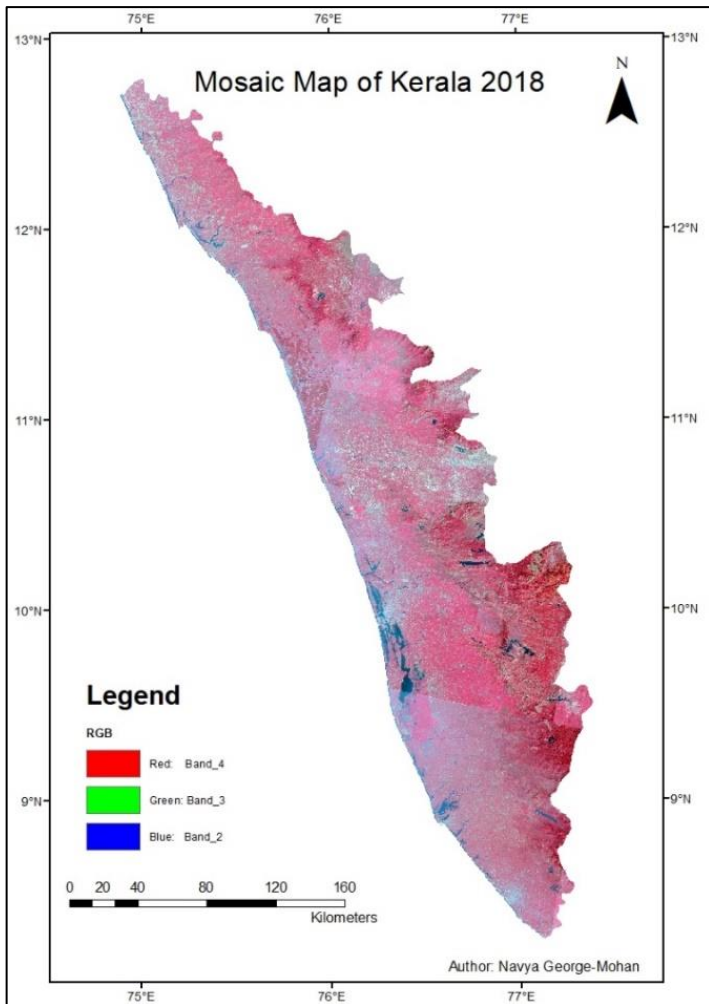 75°E 76°E 77°E
13°N 13°N
Mosaic Map of Kerala 2018
N
12°N 12°N
11°N 11°N
10°N 10°N
Legend
RGB
Red: Band_4
Green: Band_3
Blue: Band_2
9°N 9°N
0 20 40 80 120 160
Kilometers
Author: Navya George-Mohan
75°E 76°E 77°E